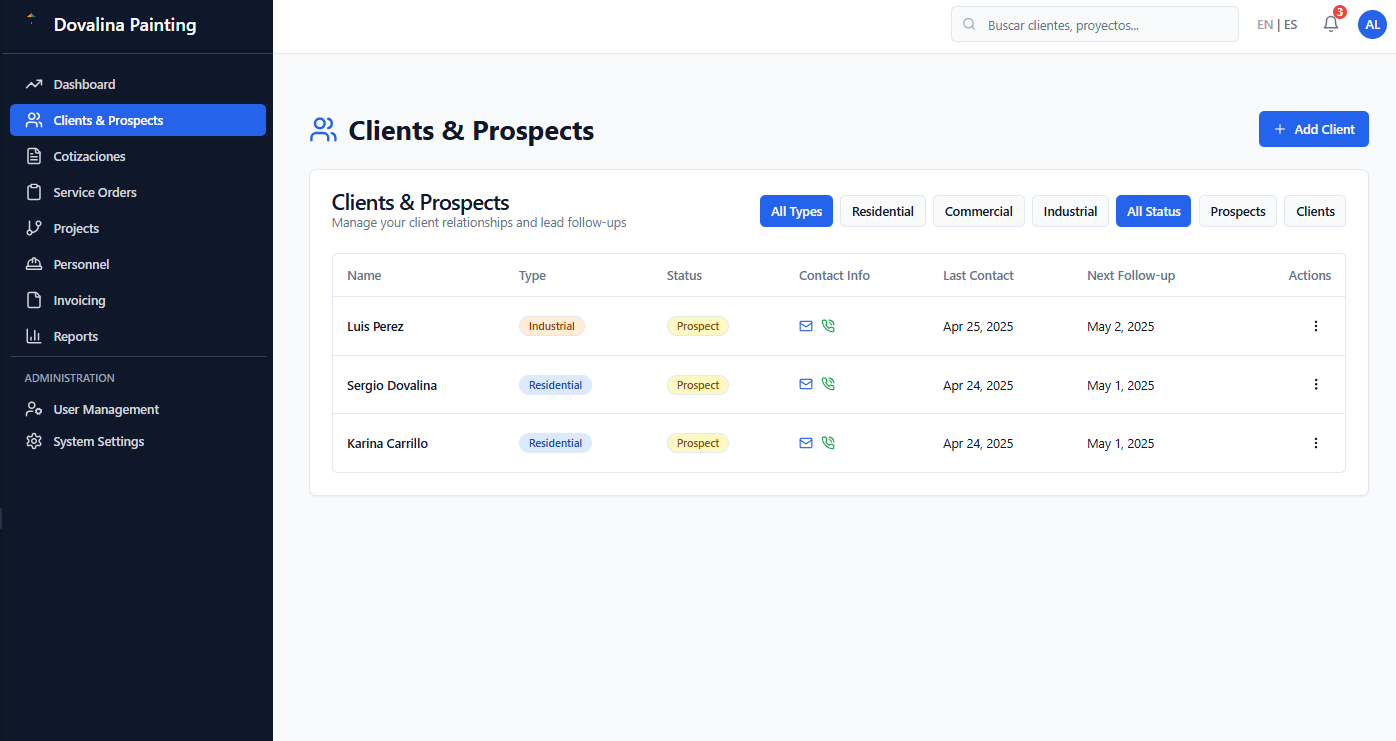 Dovalina Painting
Buscar clientes, proyectos...
EN | ES
3
AL
Dashboard
Clients & Prospects
Cotizaciones
Service Orders
Projects
Personnel
Invoicing
Reports
ADMINISTRATION
User Management
System Settings
Clients & Prospects
+ Add Client
Clients & Prospects
Manage your client relationships and lead follow-ups
All Types Residential Commercial Industrial All Status Prospects Clients
Name Type Status Contact Info Last Contact Next Follow-up Actions
Luis Perez Industrial Prospect Apr 25, 2025 May 2, 2025
Sergio Dovalina Residential Prospect Apr 24, 2025 May 1, 2025
Karina Carrillo Residential Prospect Apr 24, 2025 May 1, 2025